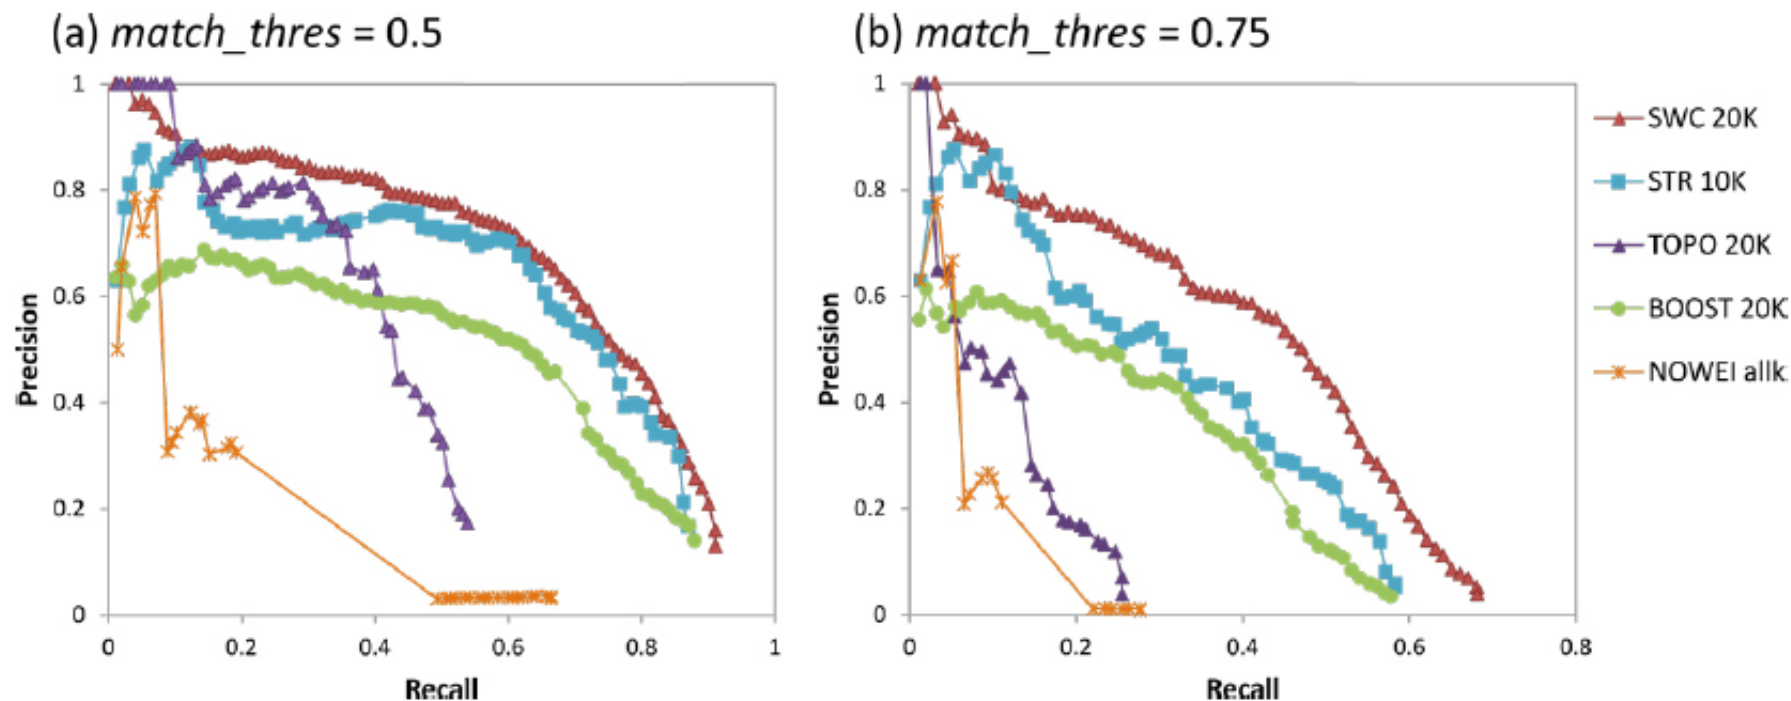 (a) match_thres = 0.5
1
0.8
0.6
0.4
0.2
0
Precision
0 0.2 0.4 0.6 0.8 1
Recall
(b) match_thres = 0.75
1
0.8
0.6
0.4
0.2
0
Precision
0 0.2 0.4 0.6 0.8
Recall
SWC 20K
STR 10K
TOPO 20K
BOOST 20K
NOWEI allk